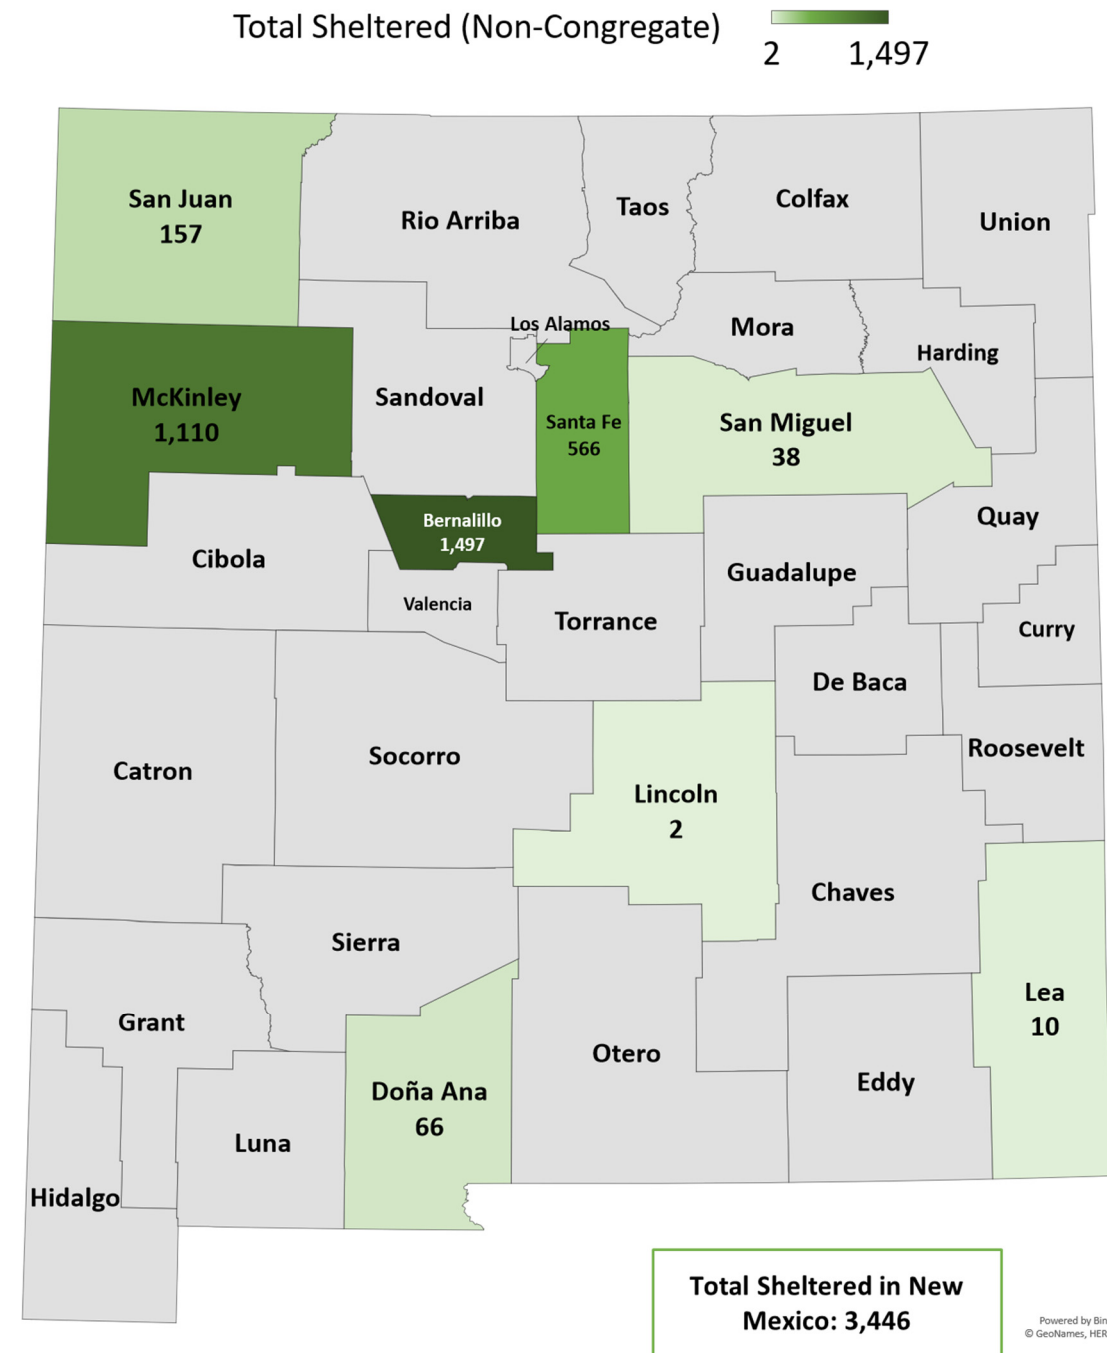 Total Sheltered (Non-Congregate)
2 1,497
San Juan
157
Rio Arriba
Taos
Colfax
Union
Los Alamos
Mora
Harding
McKinley
1,110
Sandoval
Santa Fe
566
San Miguel
38
Bernalillo
1,497
Quay
Cibola
Guadalupe
Valencia
Torrance
Curry
De Baca
Socorro
Roosevelt
Catron
Lincoln
2
Chaves
Sierra
Lea
10
Grant
Otero
Eddy
Doña Ana
66
Luna
Hidalgo
Total Sheltered in New
Mexico: 3,446
Powered by Bin
© GeoNames, HER